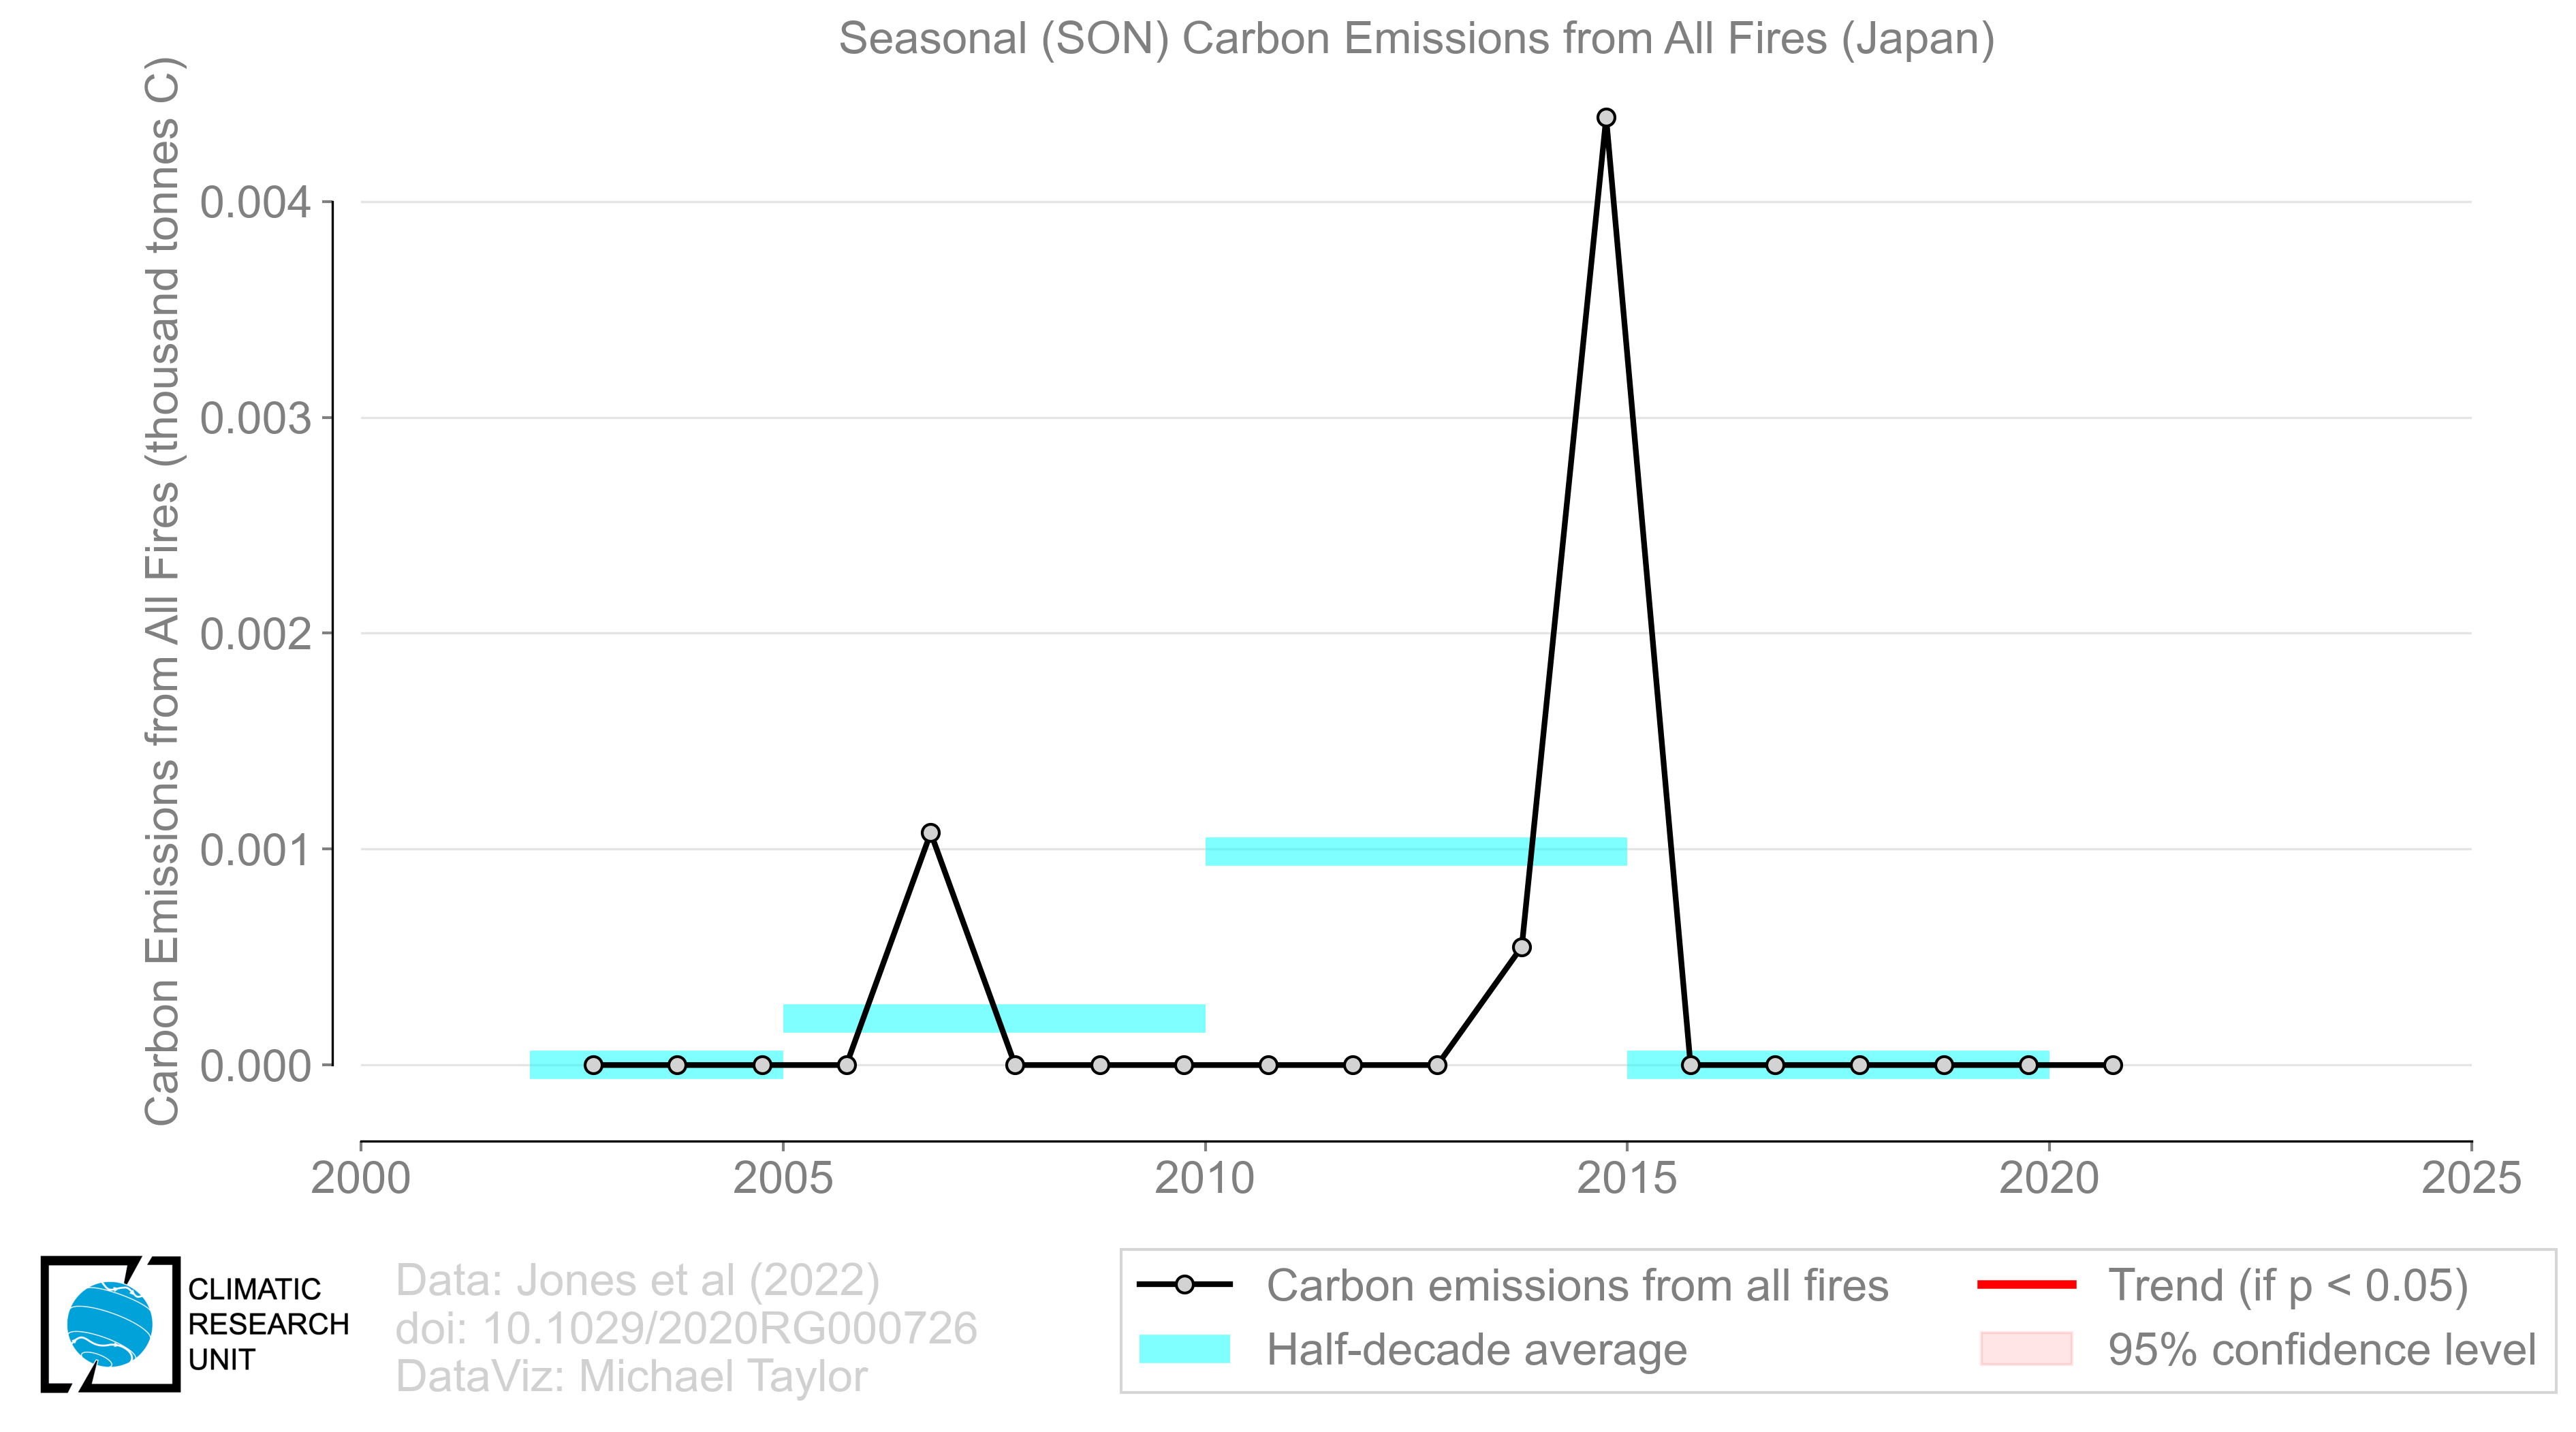 Seasonal (SON) Carbon Emissions from All Fires (Japan)
Carbon Emissions from All Fires (thousand tonnes C)
0.004
0.003
0.002
0.001
0.000
2000 2005 2010 2015 2020 2025
CLIMATIC
RESEARCH
UNIT
Data: Jones et al (2022)
doi: 10.1029/2020RG000726
DataViz: Michael Taylor
Carbon emissions from all fires
Half-decade average
Trend (if p < 0.05)
95% confidence level